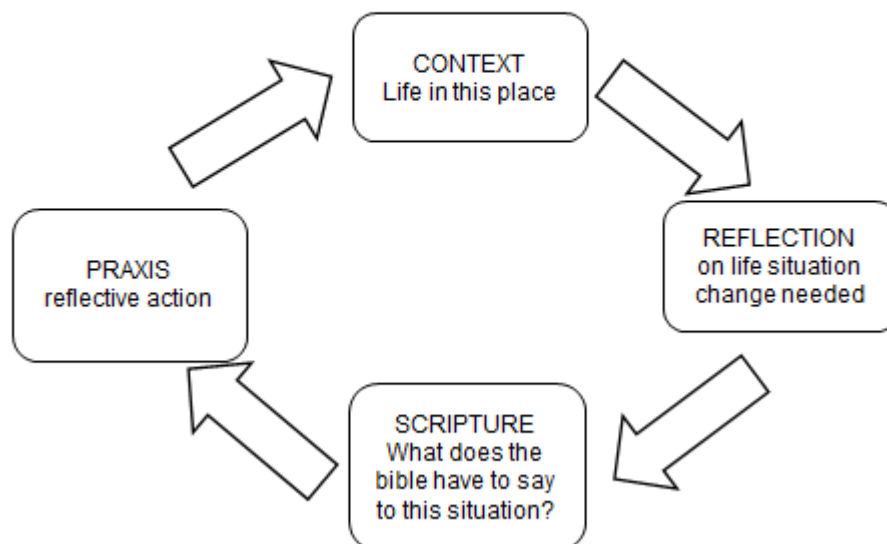 CONTEXT
Life in this place
REFLECTION
on life situation
change needed
SCRIPTURE
What does the
bible have to say
to this situation?
PRAXIS
reflective action